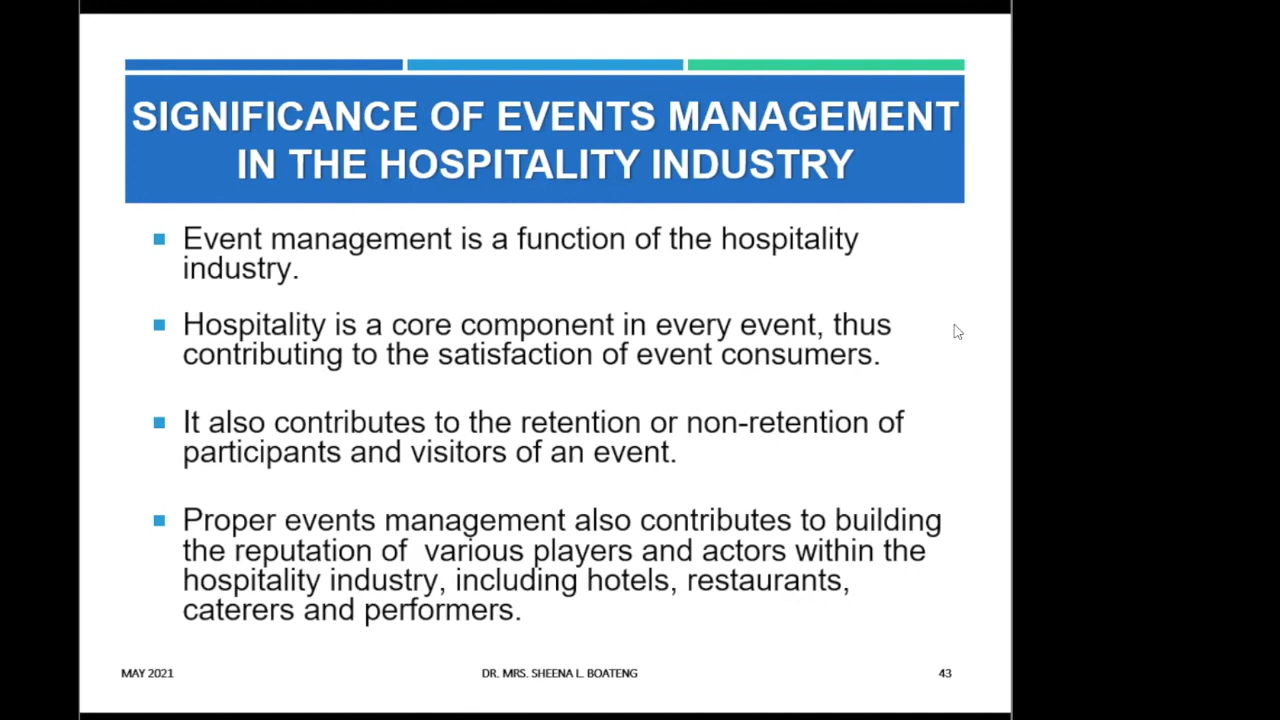 SIGNIFICANCE OF EVENTS MANAGEMENT
IN THE HOSPITALITY INDUSTRY
Event management is a function of the hospitality
industry.
Hospitality is a core component in every event, thus
contributing to the satisfaction of event consumers.
It also contributes to the retention or non-retention of
participants and visitors of an event.
Proper events management also contributes to building
the reputation of  various players and actors within the
hospitality industry, including hotels, restaurants,
caterers and performers.
MAY 2021
DR. MRS. SHEENA L. BOATENG
43